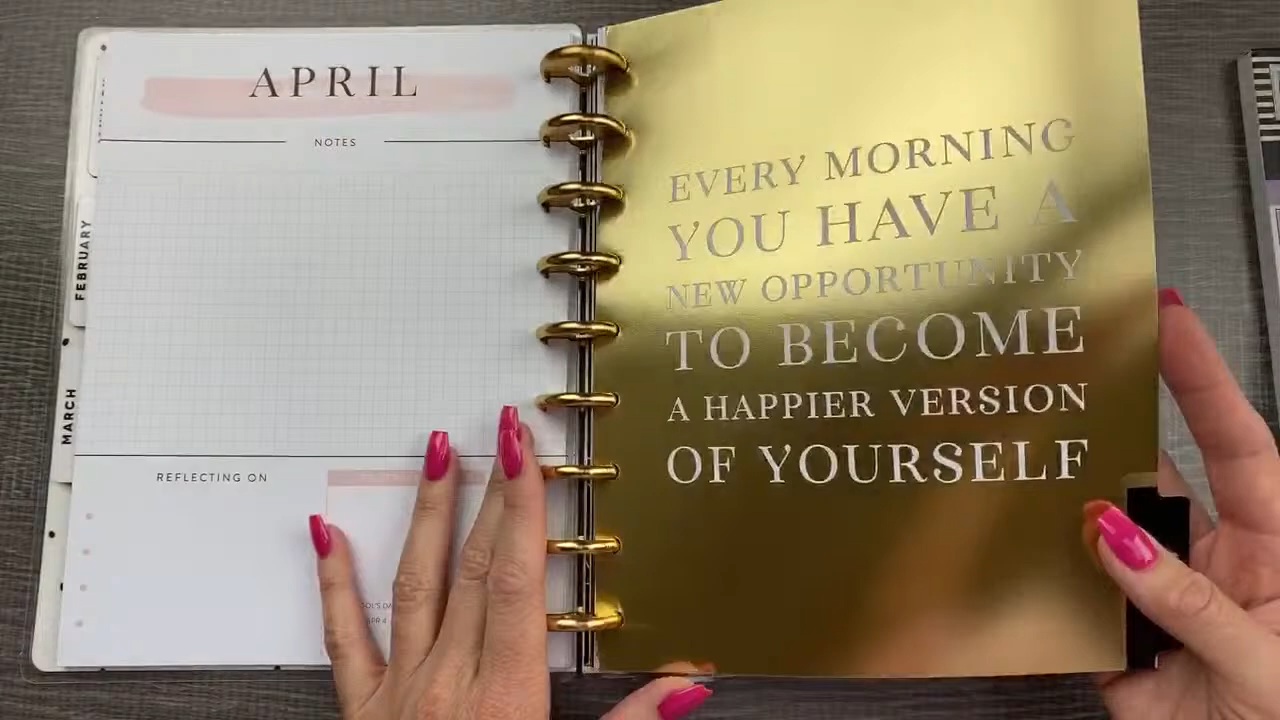 APRIL
NOTES
FEBRUARY
MARCH
REFLECTING ON
EVERY MORNING
YOU HAVE A
NEW OPPORTUNITY
TO BECOME
A HAPPIER VERSION
OF YOURSELF